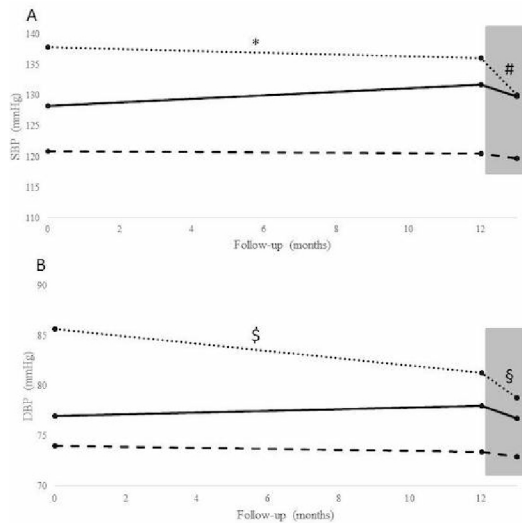 A
140
*
135
#
130
125
120
115
110
SBP (mmHg)
0 2 4 6 8 10 12
Follow-up (months)
B
90
$
85
§
80
75
70
DBP (mmHg)
0 2 4 6 8 10 12
Follow-up (months)